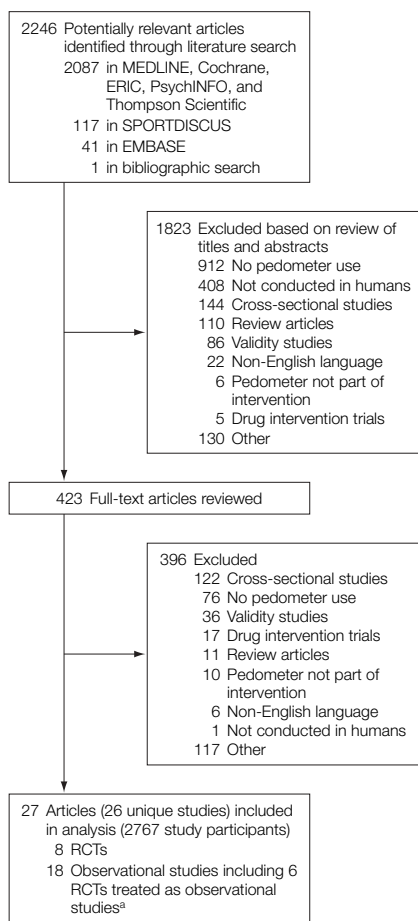 2246 Potentially relevant articles
identified through literature search
2087 in MEDLINE, Cochrane,
ERIC, PsychINFO, and
Thompson Scientific
117 in SPORTDISCUS
41 in EMBASE
1 in bibliographic search
1823 Excluded based on review of
titles and abstracts
912 No pedometer use
408 Not conducted in humans
144 Cross-sectional studies
110 Review articles
86 Validity studies
22 Non-English language
6 Pedometer not part of
intervention
5 Drug intervention trials
130 Other
423 Full-text articles reviewed
396 Excluded
122 Cross-sectional studies
76 No pedometer use
36 Validity studies
17 Drug intervention trials
11 Review articles
10 Pedometer not part of
intervention
6 Non-English language
1 Not conducted in humans
117 Other
27 Articles (26 unique studies) included
in analysis (2767 study participants)
8 RCTs
18 Observational studies including 6
RCTs treated as observational
studiesa